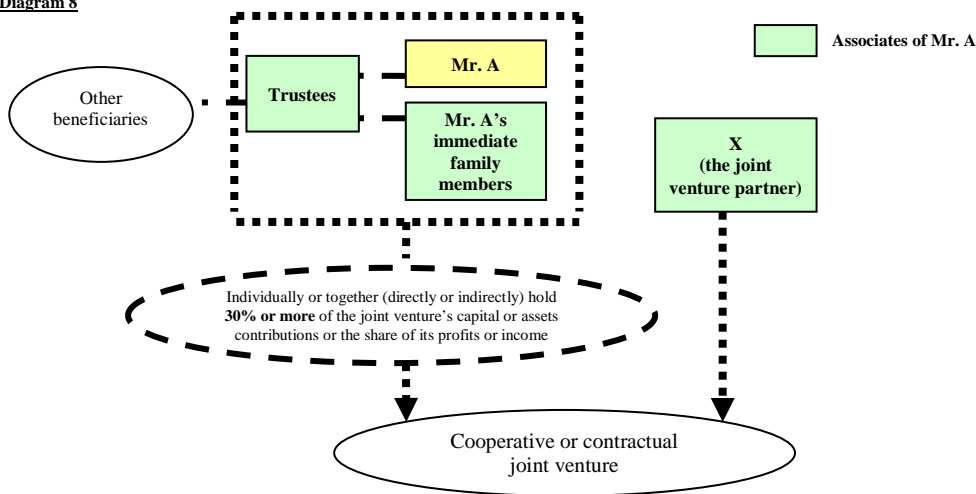 Diagram 8
Other
beneficiaries
Trustees
Mr. A
Mr. A's
immediate
family
members
Associates of Mr. A
X
(the joint
venture partner)
Individually or together (directly or indirectly) hold
30% or more of the joint venture's capital or assets
contributions or the share of its profits or income
Cooperative or contractual
joint venture